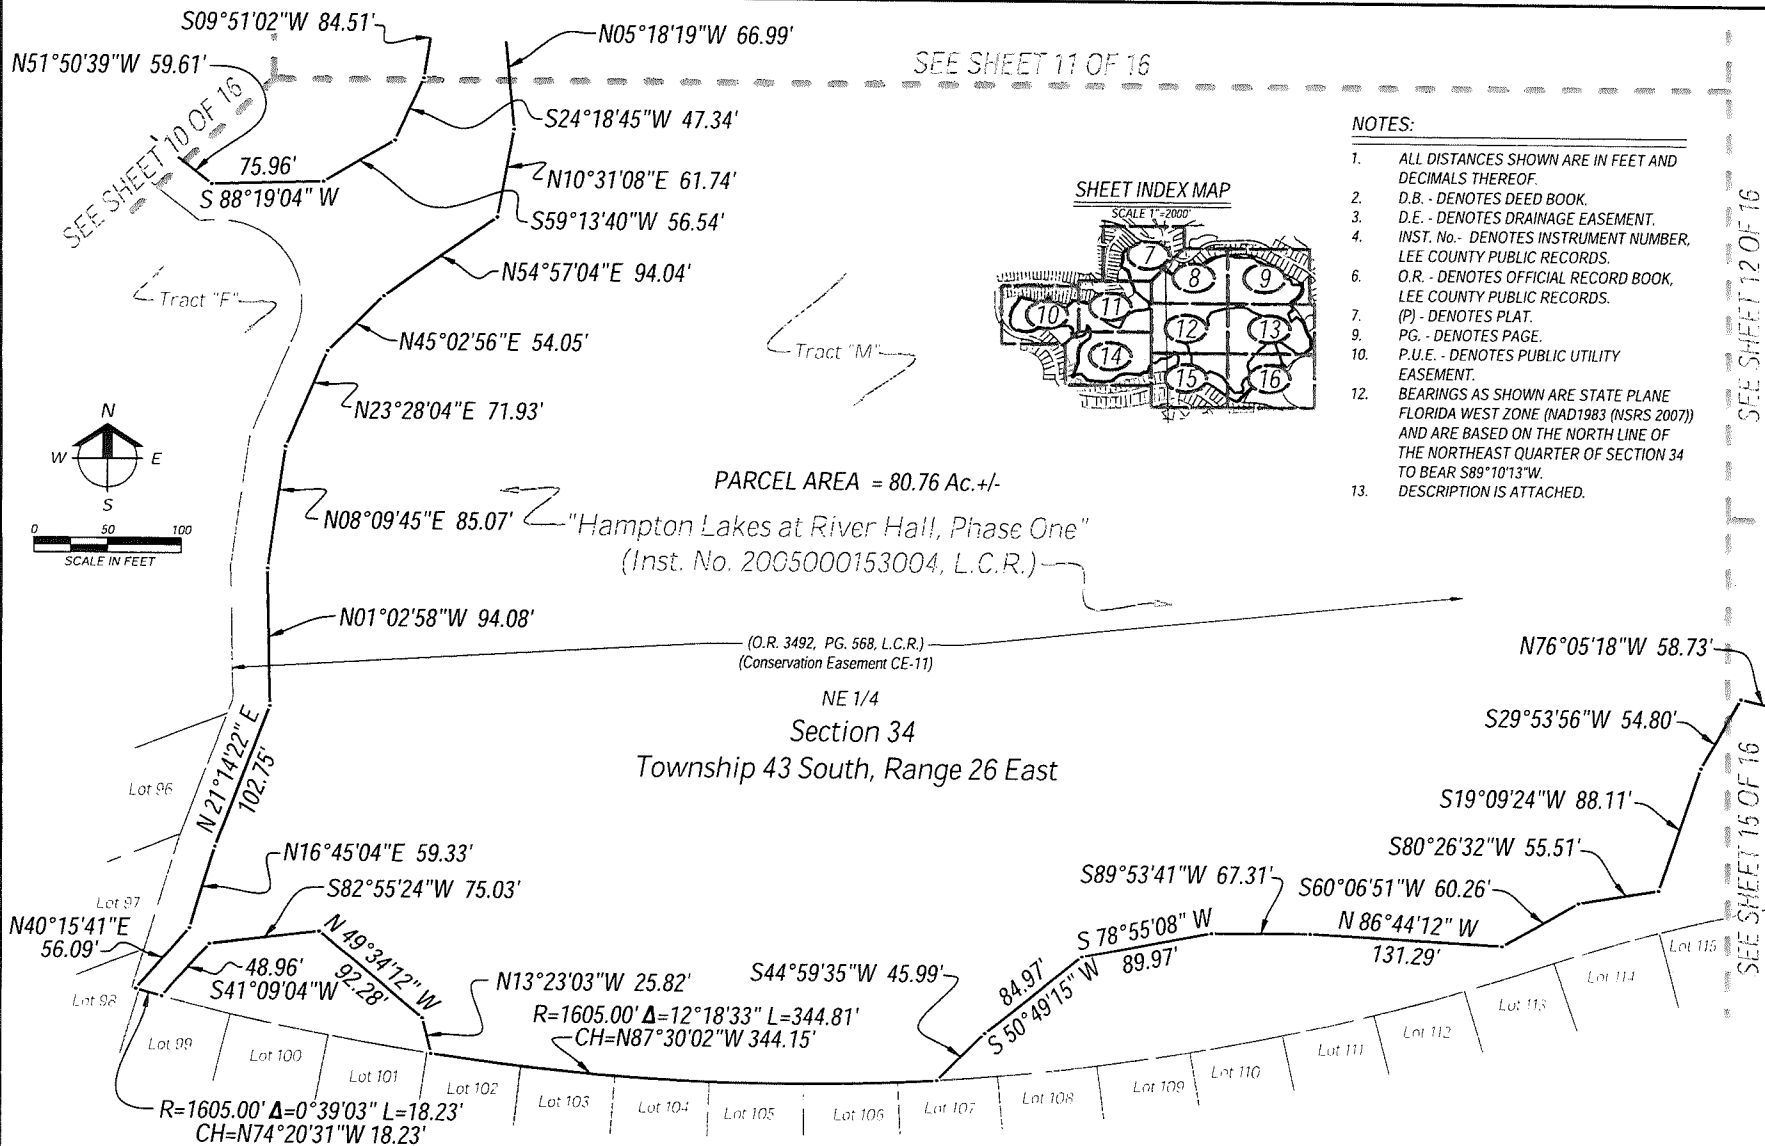 S09°51'02"W 84.51'
N05°18'19"W 66.99'
N51°50'39"W 59.61'
SEE SHEET 11 OF 16
SEE SHEET 10 OF 16
S24°18'45"W 47.34'
75.96'
S 88°19'04" W
N10°31'08"E 61.74'
S59°13'40"W 56.54'
N54°57'04"E 94.04'
Tract "F"
N45°02'56"E 54.05'
Tract "M"
N23°28'04"E 71.93'
SHEET INDEX MAP
SCALE 1"=2000'
7
8
9
10
11
12
13
14
15
16
NOTES:
1. ALL DISTANCES SHOWN ARE IN FEET AND
DECIMALS THEREOF.
2. D.B. - DENOTES DEED BOOK.
3. D.E. - DENOTES DRAINAGE EASEMENT.
4. INST. No.- DENOTES INSTRUMENT NUMBER,
LEE COUNTY PUBLIC RECORDS.
6. O.R. - DENOTES OFFICIAL RECORD BOOK,
LEE COUNTY PUBLIC RECORDS.
7. (P) - DENOTES PLAT.
9. PG. - DENOTES PAGE.
10. P.U.E. - DENOTES PUBLIC UTILITY
EASEMENT.
12. BEARINGS AS SHOWN ARE STATE PLANE
FLORIDA WEST ZONE (NAD1983 (NSRS 2007))
AND ARE BASED ON THE NORTH LINE OF
THE NORTHEAST QUARTER OF SECTION 34
TO BEAR S89°10'13"W.
13. DESCRIPTION IS ATTACHED.
SEE SHEET 12 OF 16
N
W E
S
0 50 100
SCALE IN FEET
PARCEL AREA = 80.76 Ac.+/-
N08°09'45"E 85.07'
"Hampton Lakes at River Hall, Phase One"
(Inst. No. 2005000153004, L.C.R.)
N01°02'58"W 94.08'
(O.R. 3492, PG. 568, L.C.R.)
(Conservation Easement CE-11)
NE 1/4
Section 34
Township 43 South, Range 26 East
N76°05'18"W 58.73'
S29°53'56"W 54.80'
S19°09'24"W 88.11'
S80°26'32"W 55.51'
S60°06'51"W 60.26'
S89°53'41"W 67.31'
N 86°44'12" W
131.29'
SEE SHEET 15 OF 16
N 21°14'22" E
102.75'
Lot 96
N16°45'04"E 59.33'
S82°55'24"W 75.03'
Lot 97
N40°15'41"E
56.09'
48.96'
S41°09'04"W
N 49°34'12" W
92.28'
N13°23'03"W 25.82'
R=1605.00' Δ=12°18'33" L=344.81'
CH=N87°30'02"W 344.15'
S44°59'35"W 45.99'
84.97'
S 50°49'15" W
S 78°55'08" W
89.97'
Lot 98
Lot 99
Lot 100
Lot 101
Lot 102
Lot 103
Lot 104
Lot 105
Lot 106
Lot 107
Lot 108
Lot 109
Lot 110
Lot 111
Lot 112
Lot 113
Lot 114
Lot 115
R=1605.00' Δ=0°39'03" L=18.23'
CH=N74°20'31"W 18.23'